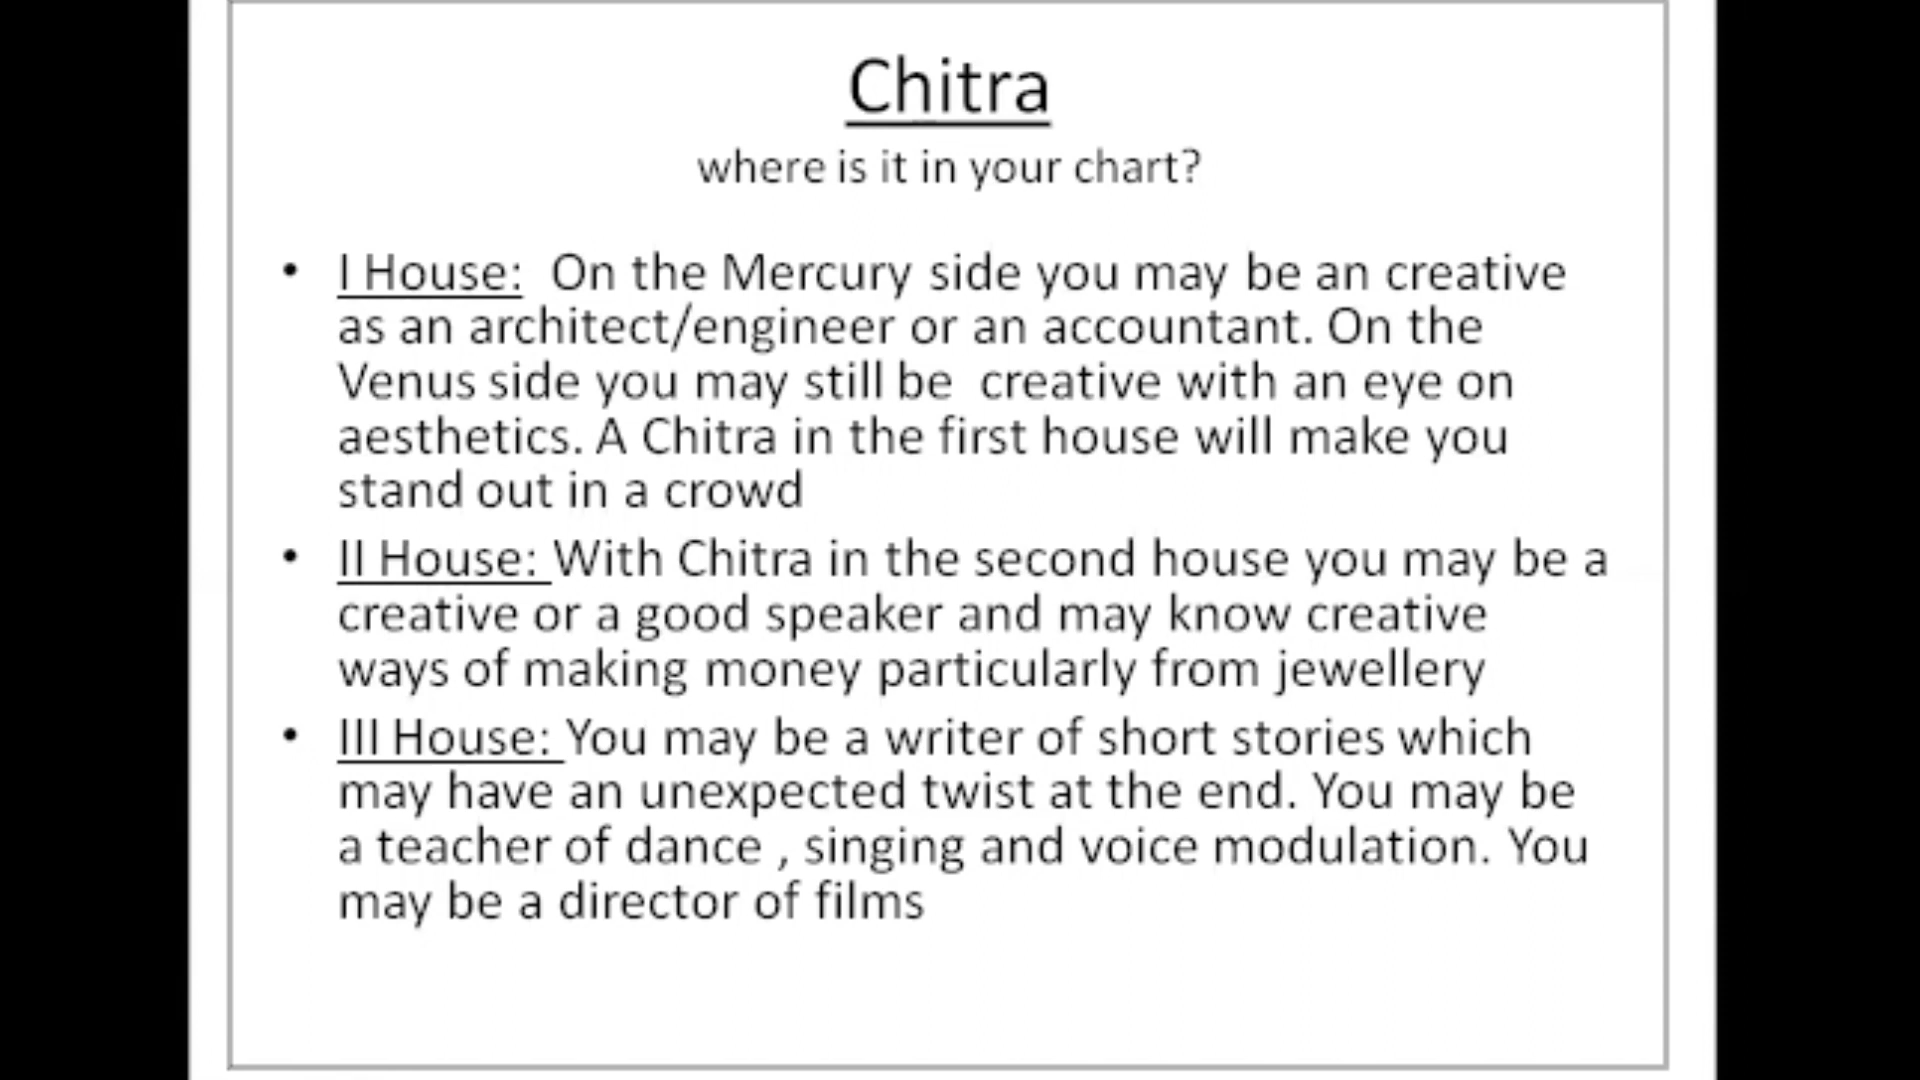 Chitra
where is it in your chart?
• I House:  On the Mercury side you may be an creative
as an architect/engineer or an accountant. On the
Venus side you may still be  creative with an eye on
aesthetics. A Chitra in the first house will make you
stand out in a crowd
• II House: With Chitra in the second house you may be a
creative or a good speaker and may know creative
ways of making money particularly from jewellery
• III House: You may be a writer of short stories which
may have an unexpected twist at the end. You may be
a teacher of dance , singing and voice modulation. You
may be a director of films